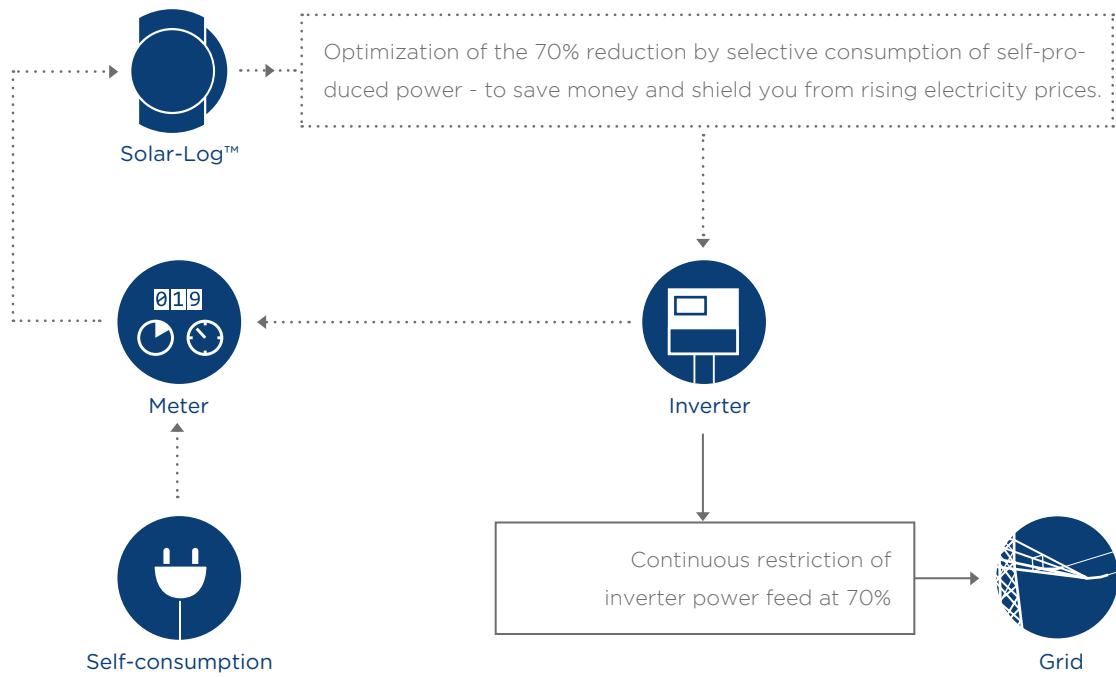 Optimization of the 70% reduction by selective consumption of self-pro-
duced power - to save money and shield you from rising electricity prices.
Solar-Log™
019
Meter
Inverter
Continuous restriction of
inverter power feed at 70%
Self-consumption
Grid